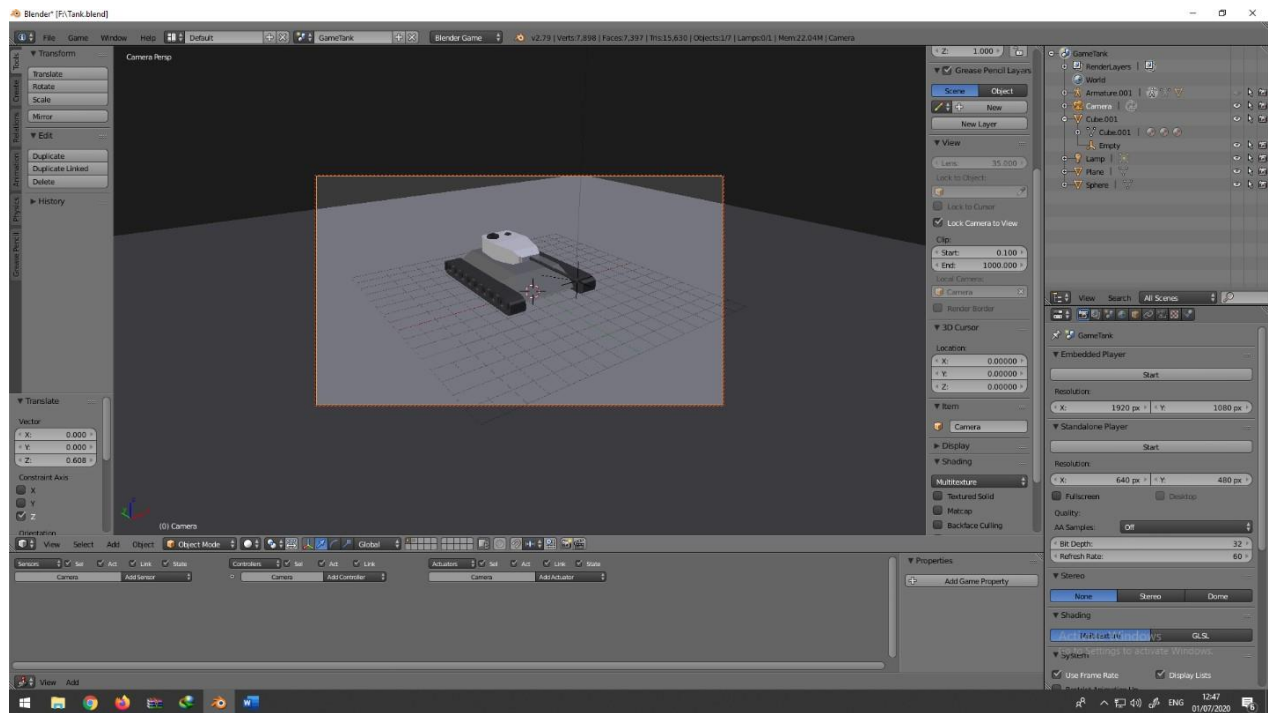 Blender* [F:\Tank.blend]
File Game Window Help Default GameTank Blender Game v2.79 | Verts:7,898 | Faces:7,397 | Tris:15,630 | Objects:1/7 | Lamps:0/1 | Mem:22.04M | Camera
Tools
Create
Relations
Animation
Physics
Grease Pencil
Transform
Translate
Rotate
Scale
Mirror
Edit
Duplicate
Duplicate Linked
Delete
History
Translate
Vector
X: 0.000
Y: 0.000
Z: 0.608
Constraint Axis
X
Y
Z
Orientation
Camera Persp
(0) Camera
Z: 1.000
Grease Pencil Layers
Scene Object
New
New Layer
View
Lens: 35.000
Lock to Object:
Lock to Cursor
Lock Camera to View
Clip:
Start: 0.100
End: 1000.000
Local Camera:
Camera
Render Border
3D Cursor
Location:
X: 0.00000
Y: 0.00000
Z: 0.00000
Item
Camera
Display
Shading
Multitexture
Textured Solid
Matcap
Backface Culling
GameTank
RenderLayers |
World
Armature.001 |
Camera |
Cube.001
Cube.001 |
Empty
Lamp |
Plane |
Sphere |
View Search All Scenes
GameTank
Embedded Player
Start
Resolution:
X: 1920 px Y: 1080 px
Standalone Player
Start
Resolution:
X: 640 px Y: 480 px
Fullscreen Desktop
Quality:
AA Samples: Off
Bit Depth: 32
Refresh Rate: 60
Stereo
None Stereo Dome
Shading
GLSL
Activate Windows
Go to Settings to activate Windows.
System
Use Frame Rate Display Lists
View Select Add Object Object Mode Global
Sensors Sel Act Link State Controllers Sel Act Link Actuators Sel Act Link State
Camera Add Sensor Camera Add Controller Camera Add Actuator
Properties
Add Game Property
View Add
ENG 12:47
01/07/2020